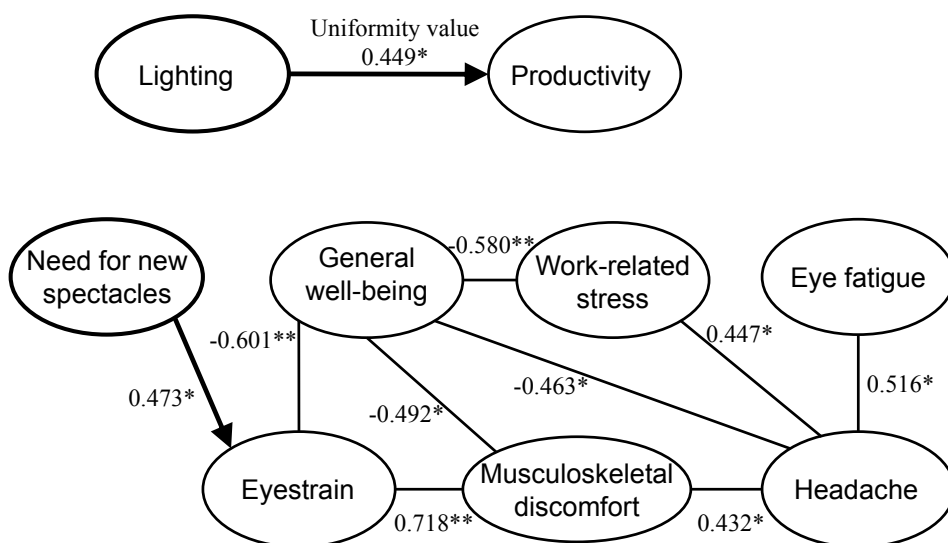 Uniformity value
0.449*
Lighting
Productivity
Need for new
spectacles
General
well-being
-0.580**
Work-related
stress
Eye fatigue
-0.601**
0.447*
0.473*
-0.492*
-0.463*
0.516*
Eyestrain
0.718**
Musculoskeletal
discomfort
0.432*
Headache